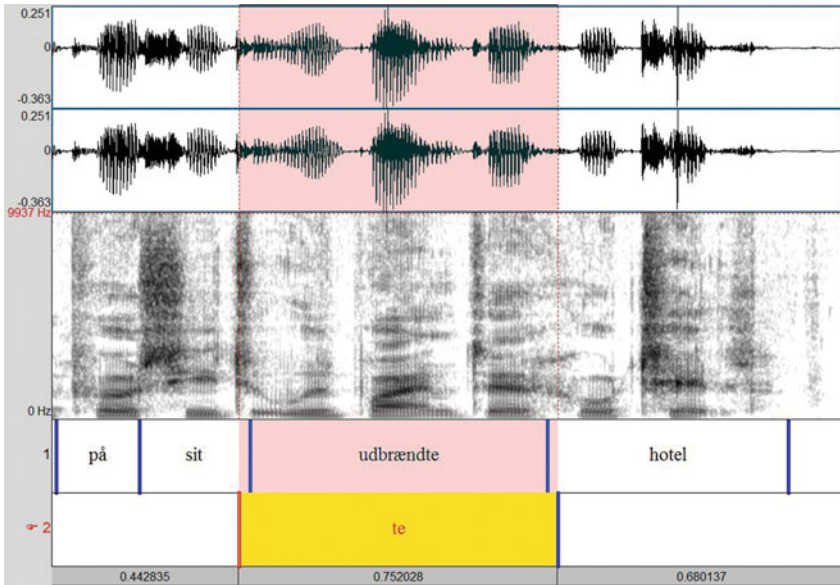 0.251
0
-0.363
0.251
0
-0.363
9937 Hz
0 Hz
1 på sit udbrændte hotel
☞ 2 te
0.442835 0.752028 0.680137